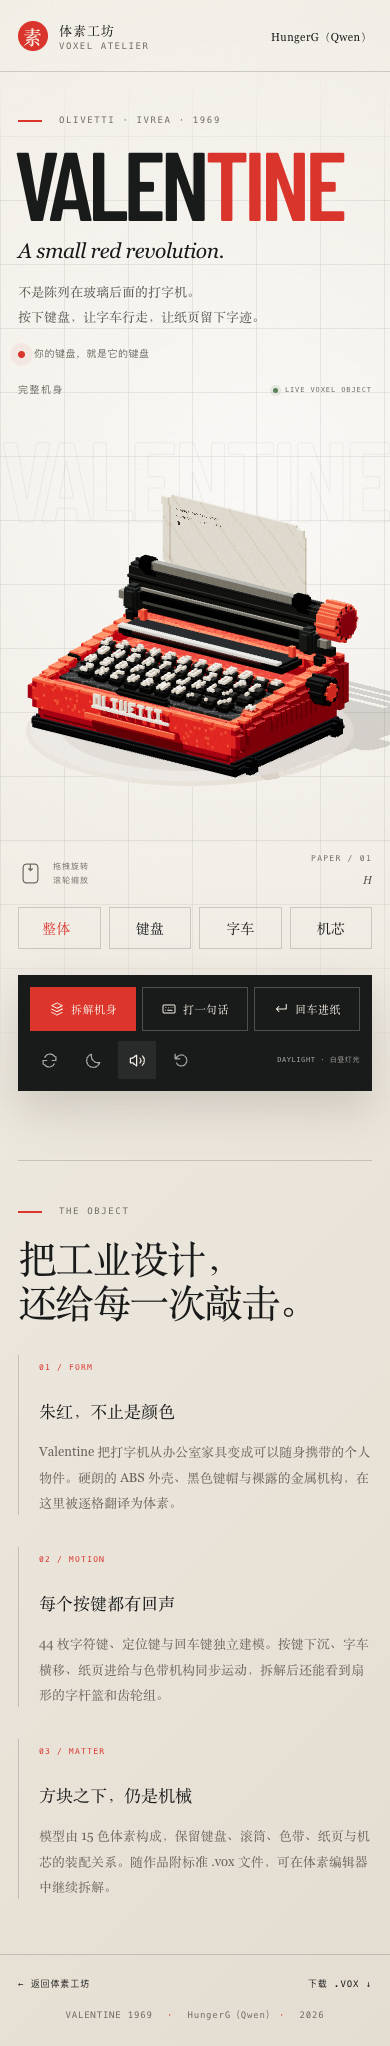 素
体素工坊
VOXEL ATELIER
HungerG（Qwen）
OLIVETTI · IVREA · 1969
VALENTINE
A small red revolution.
不是陈列在玻璃后面的打字机。
按下键盘，让字车行走，让纸页留下字迹。
你的键盘，就是它的键盘
完整机身
LIVE VOXEL OBJECT
VALENTINE
OLIVETTI
拖拽旋转
滚轮缩放
PAPER / 01
H
整体
键盘
字车
机芯
拆解机身
打一句话
回车进纸
DAYLIGHT · 白昼灯光
THE OBJECT
把工业设计，
还给每一次敲击。
01 / FORM
朱红，不止是颜色
Valentine 把打字机从办公室家具变成可以随身携带的个人
物件。硬朗的 ABS 外壳、黑色键帽与裸露的金属机构，在
这里被逐格翻译为体素。
02 / MOTION
每个按键都有回声
44 枚字符键、定位键与回车键独立建模。按键下沉、字车
横移、纸页进给与色带机构同步运动，拆解后还能看到扇
形的字杆篮和齿轮组。
03 / MATTER
方块之下，仍是机械
模型由 15 色体素构成，保留键盘、滚筒、色带、纸页与机
芯的装配关系。随作品附标准 .vox 文件，可在体素编辑器
中继续拆解。
← 返回体素工坊
下载 .VOX ↓
VALENTINE 1969 · HungerG（Qwen） · 2026